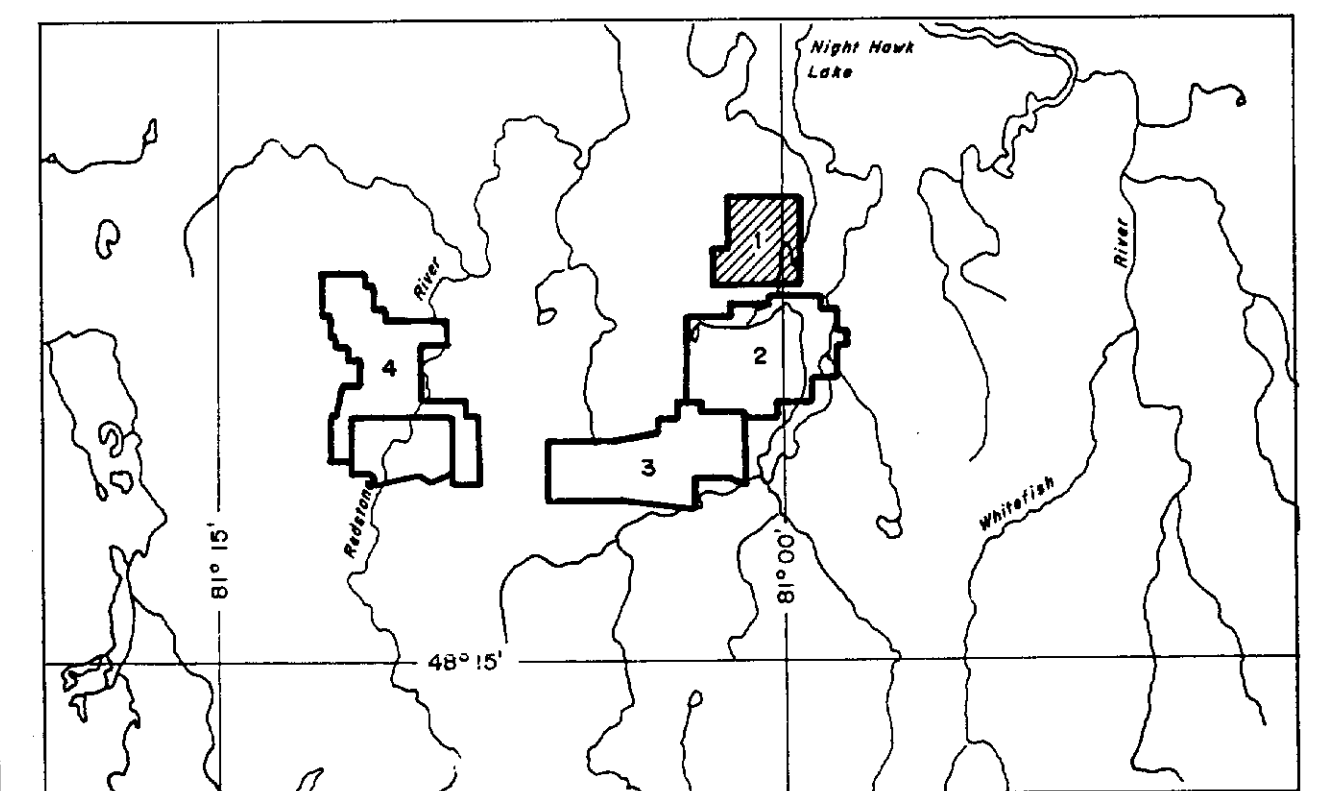 Night Hawk
Lake
1
River
River
2
4
3
Whitefish
Redstone
81° 15'
81° 00'
48° 15'